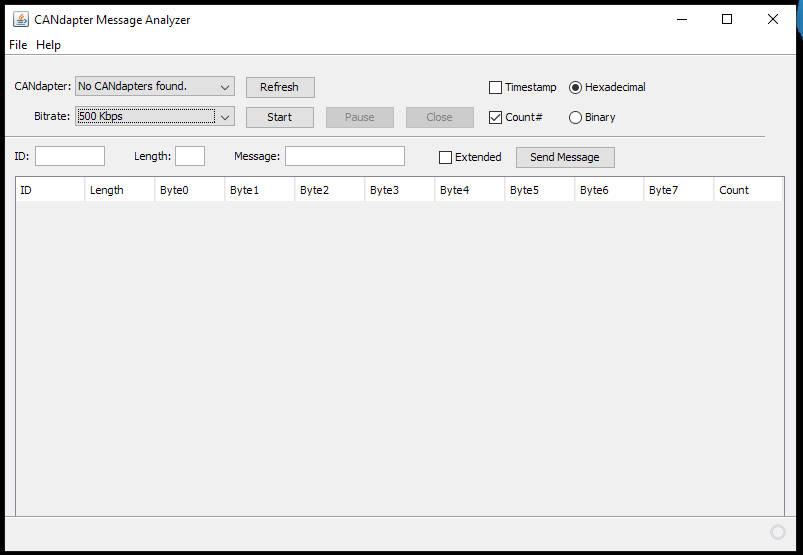 CANdapter Message Analyzer
File Help
CANdapter: No CANdapters found. Refresh Timestamp Hexadecimal
Bitrate: 500 Kbps Start Pause Close Count# Binary
ID: Length: Message: Extended Send Message
ID Length Byte0 Byte1 Byte2 Byte3 Byte4 Byte5 Byte6 Byte7 Count